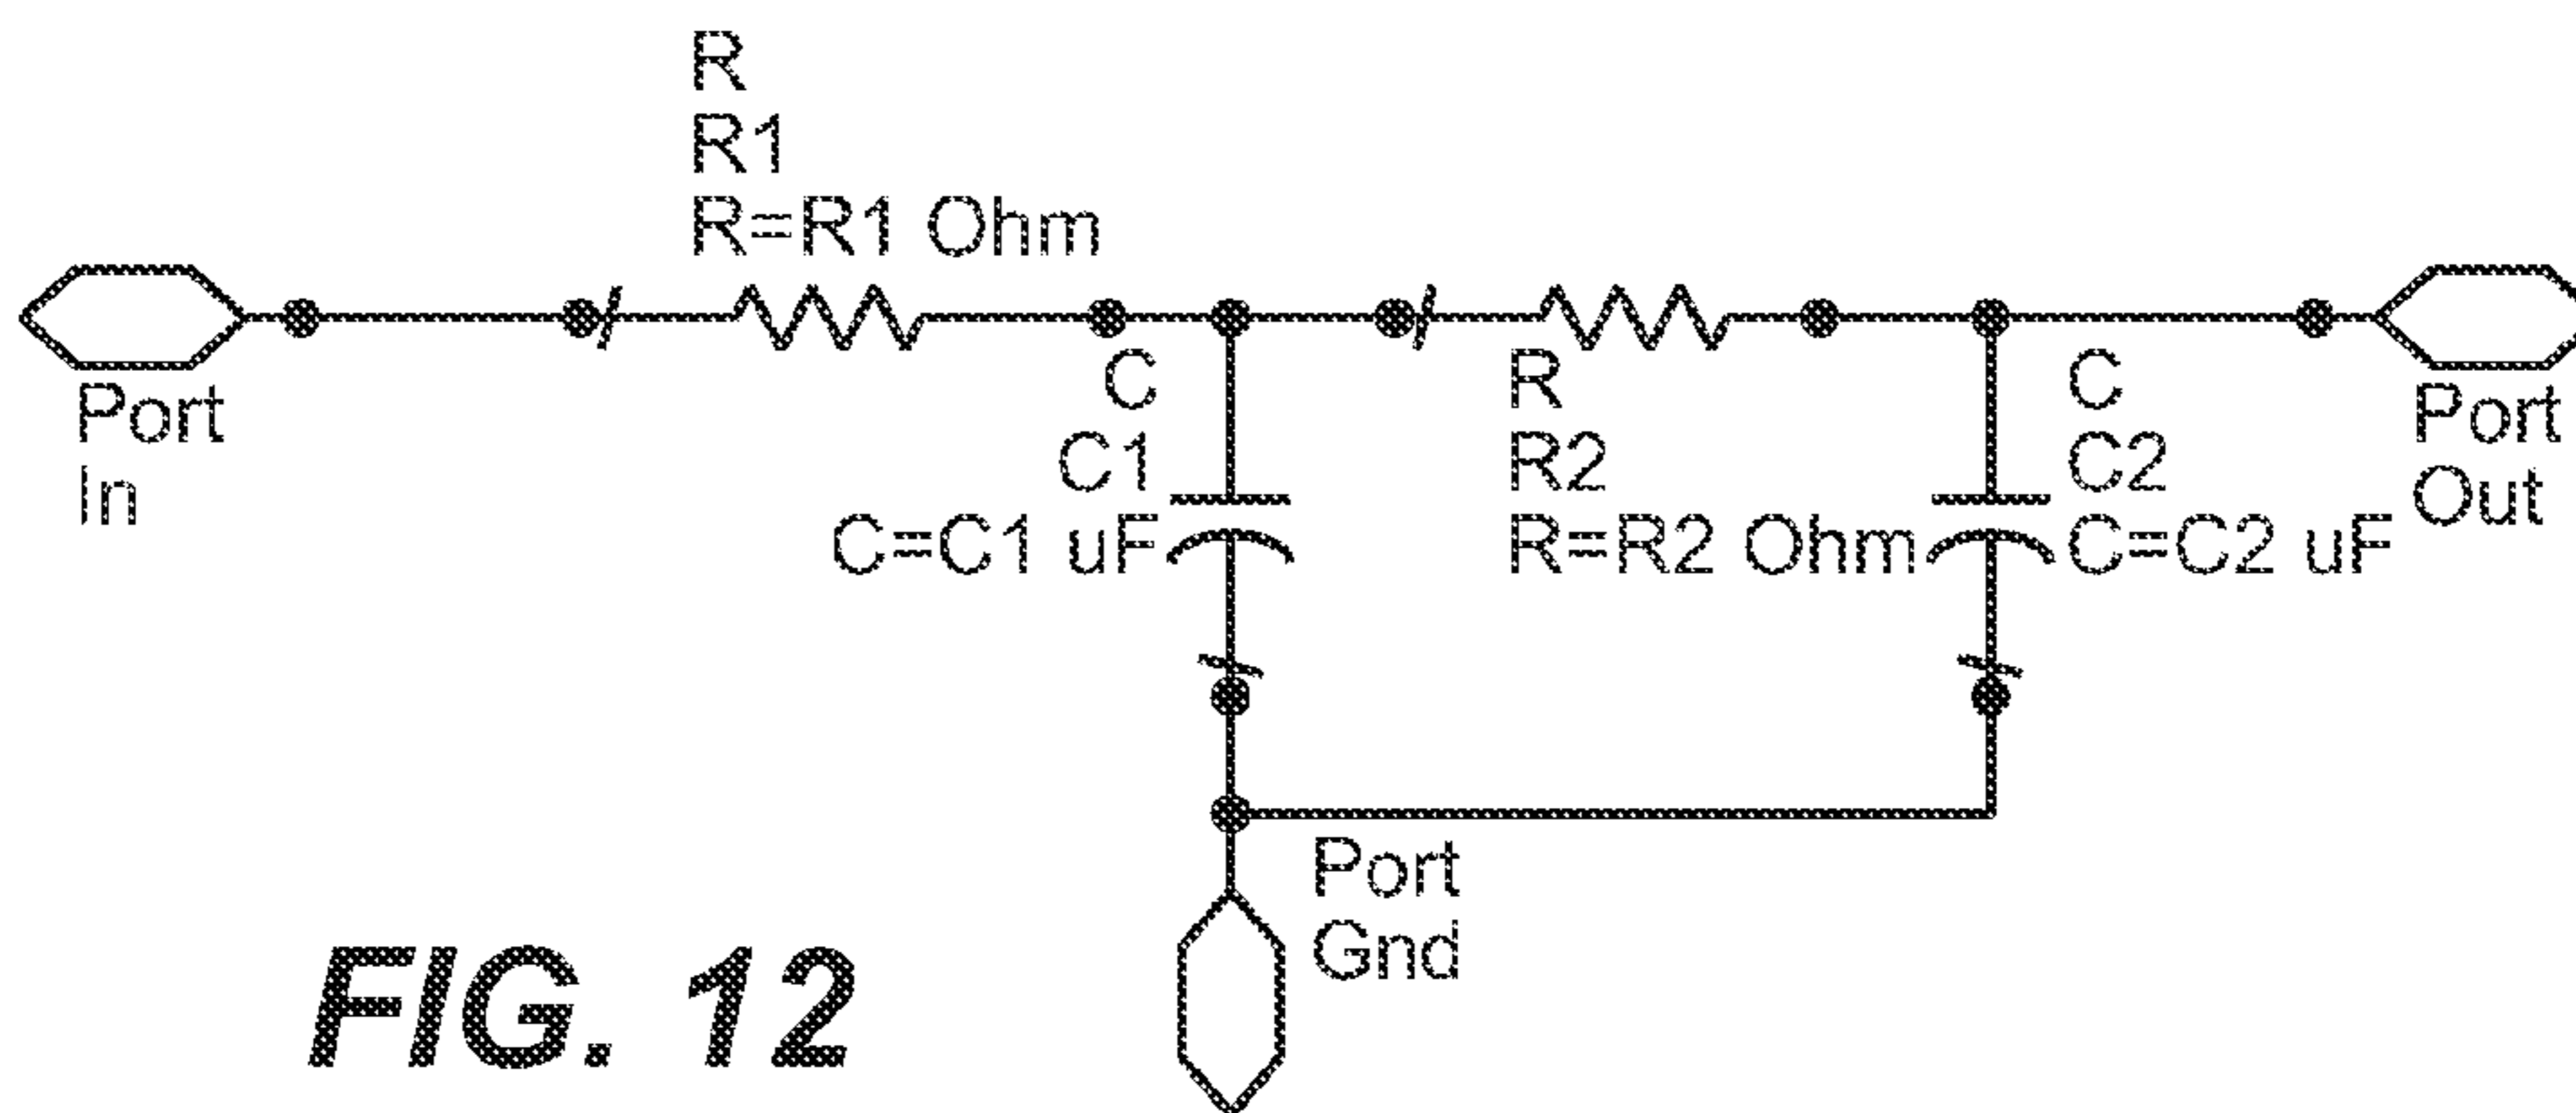 R
R1
R=R1 Ohm
Port
In
C
C1
C=C1 uF
R
R2
R=R2 Ohm
C
C2
C=C2 uF
Port
Out
Port
Gnd
FIG. 12